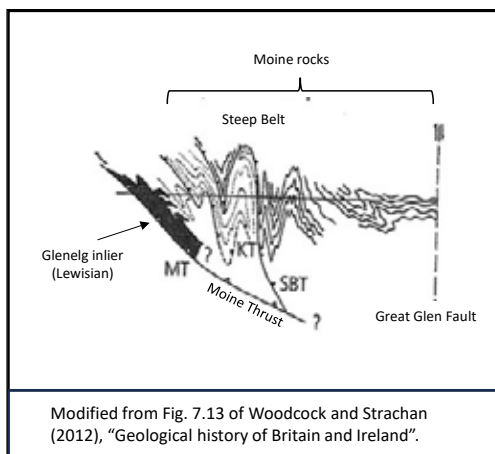 Moine rocks
Steep Belt
Glenelg inlier
(Lewisian)
?
KT
MT
SBT
Moine Thrust
?
Great Glen Fault
Modified from Fig. 7.13 of Woodcock and Strachan
(2012), “Geological history of Britain and Ireland”.